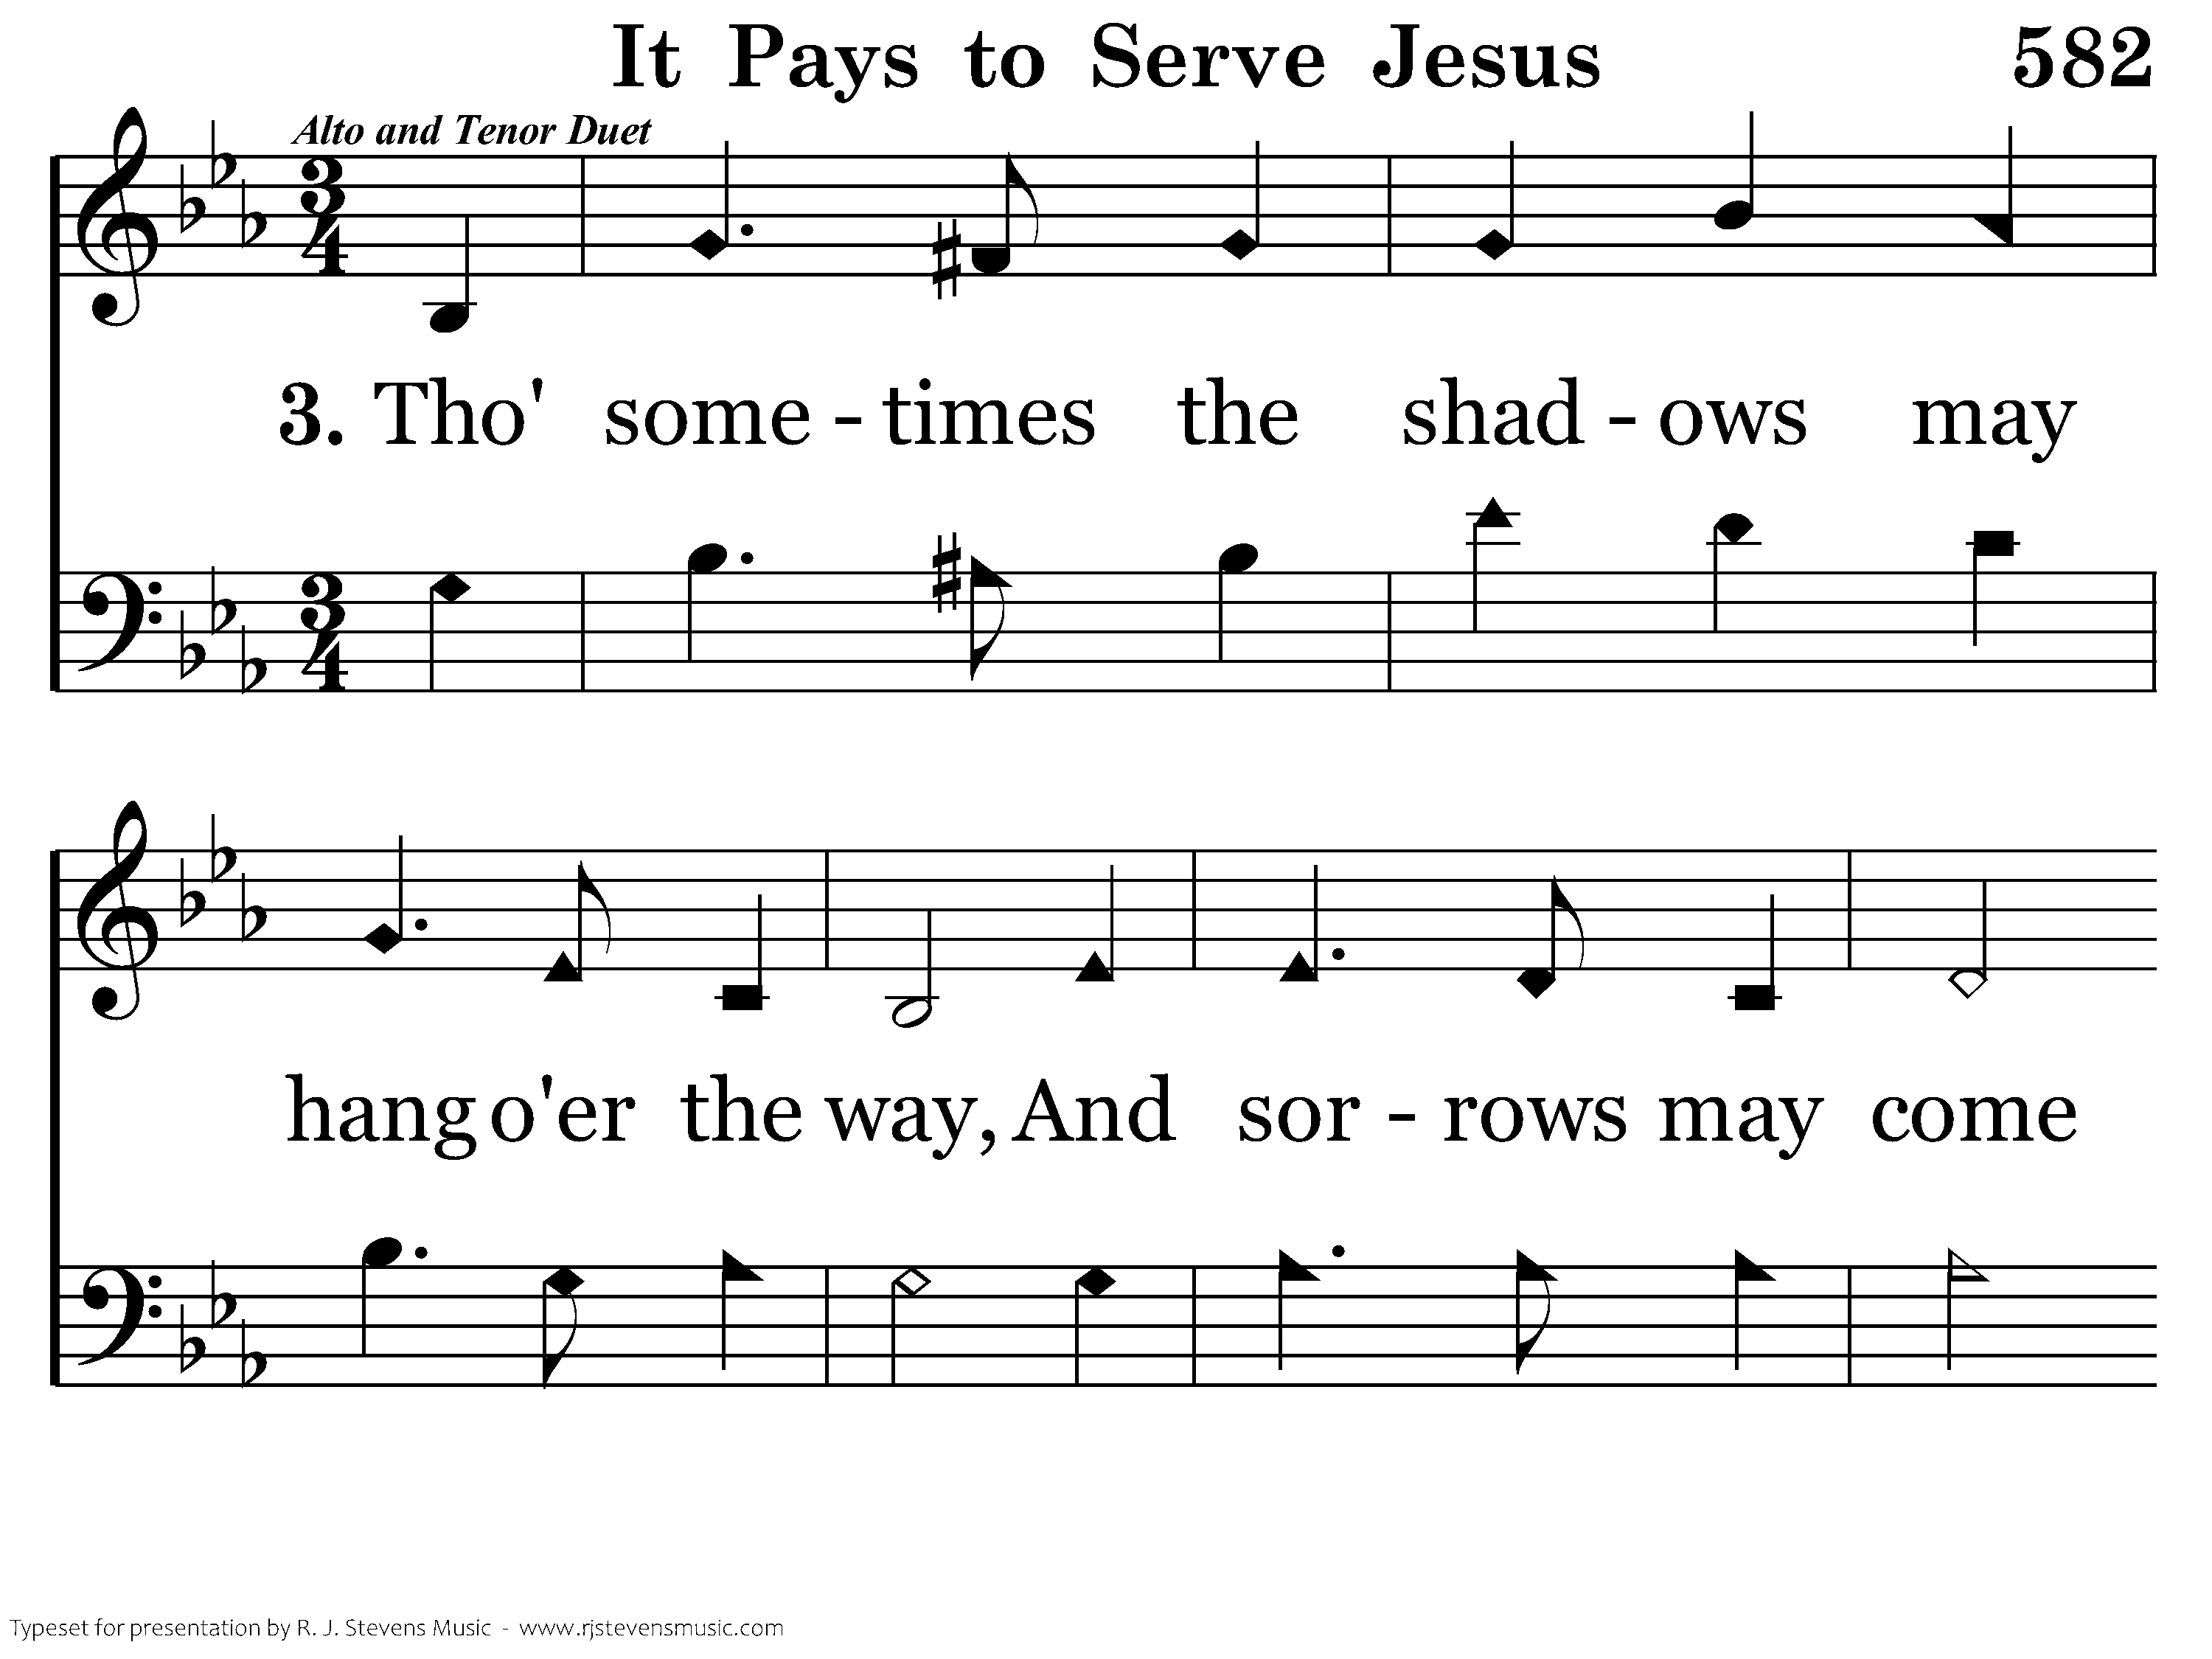 It Pays to Serve Jesus 582
Alto and Tenor Duet
3. Tho' some - times the shad - ows may
hang o'er the way, And sor - rows may come
Typeset for presentation by R. J. Stevens Music - www.rjstevensmusic.com